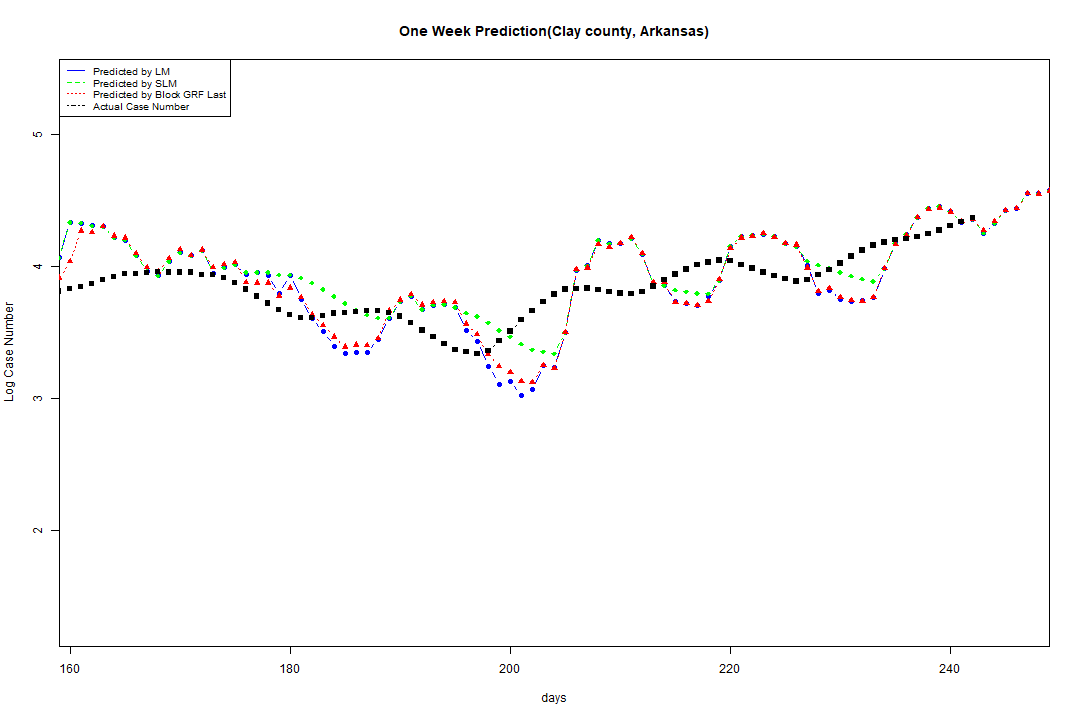 One Week Prediction(Clay county, Arkansas)
Predicted by LM
Predicted by SLM
Predicted by Block GRF Last
Actual Case Number
5
4
3
2
Log Case Number
160 180 200 220 240
days